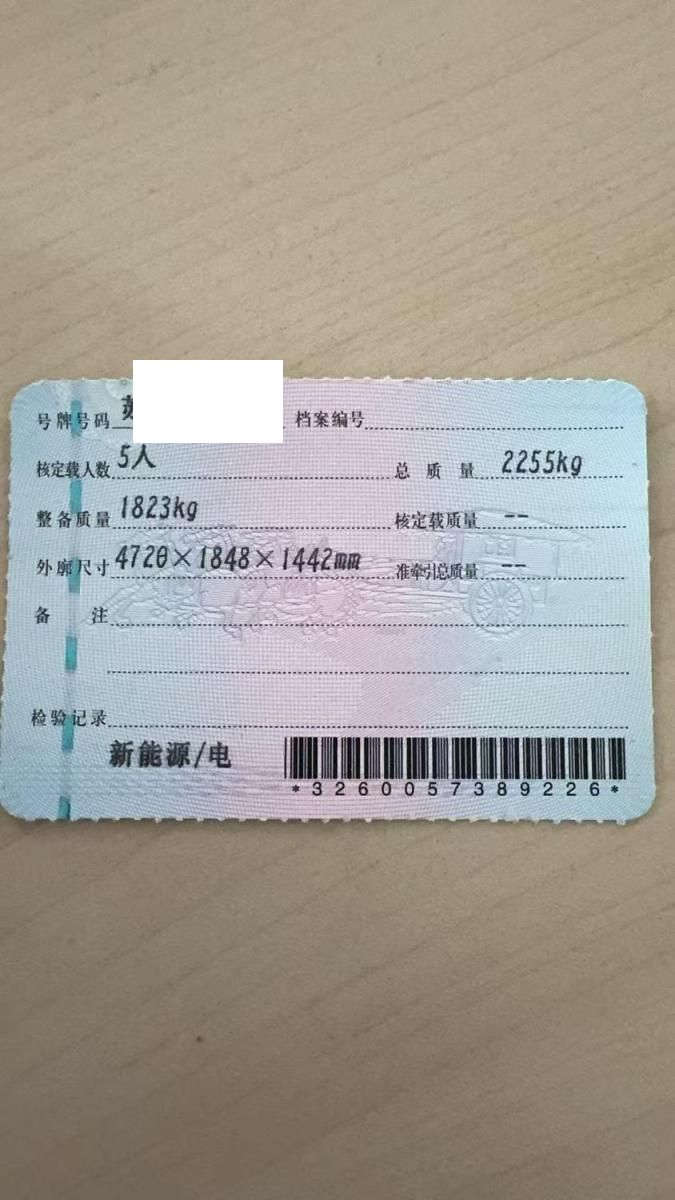 号牌号码 苏 档案编号
核定载人数 5人 总质量 2255kg
整备质量 1823kg 核定载质量 --
外廓尺寸 4720×1848×1442mm 准牵引总质量 --
备注
检验记录
新能源/电
*3260057389226*